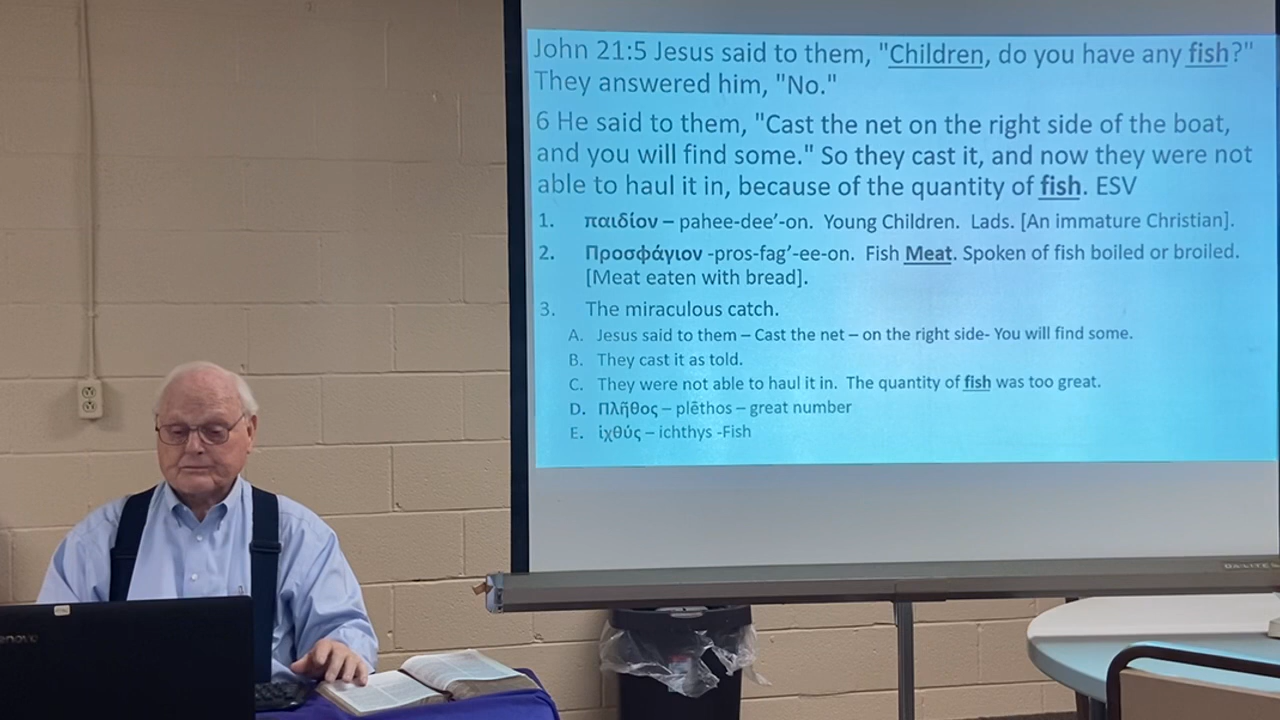 John 21:5 Jesus said to them, "Children, do you have any fish?"
They answered him, "No."
6 He said to them, "Cast the net on the right side of the boat,
and you will find some." So they cast it, and now they were not
able to haul it in, because of the quantity of fish. ESV
1. παιδίον – pahee-dee’-on. Young Children. Lads. [An immature Christian].
2. Προσφάγιον -pros-fag’-ee-on. Fish Meat. Spoken of fish boiled or broiled.
[Meat eaten with bread].
3. The miraculous catch.
A. Jesus said to them – Cast the net – on the right side- You will find some.
B. They cast it as told.
C. They were not able to haul it in. The quantity of fish was too great.
D. Πλῆθος – plēthos – great number
E. ἰχθύς – ichthys -Fish
DA-LITE
enovo